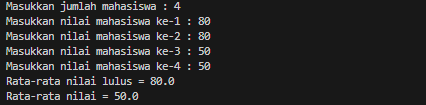 Masukkan jumlah mahasiswa : 4
Masukkan nilai mahasiswa ke-1 : 80
Masukkan nilai mahasiswa ke-2 : 80
Masukkan nilai mahasiswa ke-3 : 50
Masukkan nilai mahasiswa ke-4 : 50
Rata-rata nilai lulus = 80.0
Rata-rata nilai = 50.0